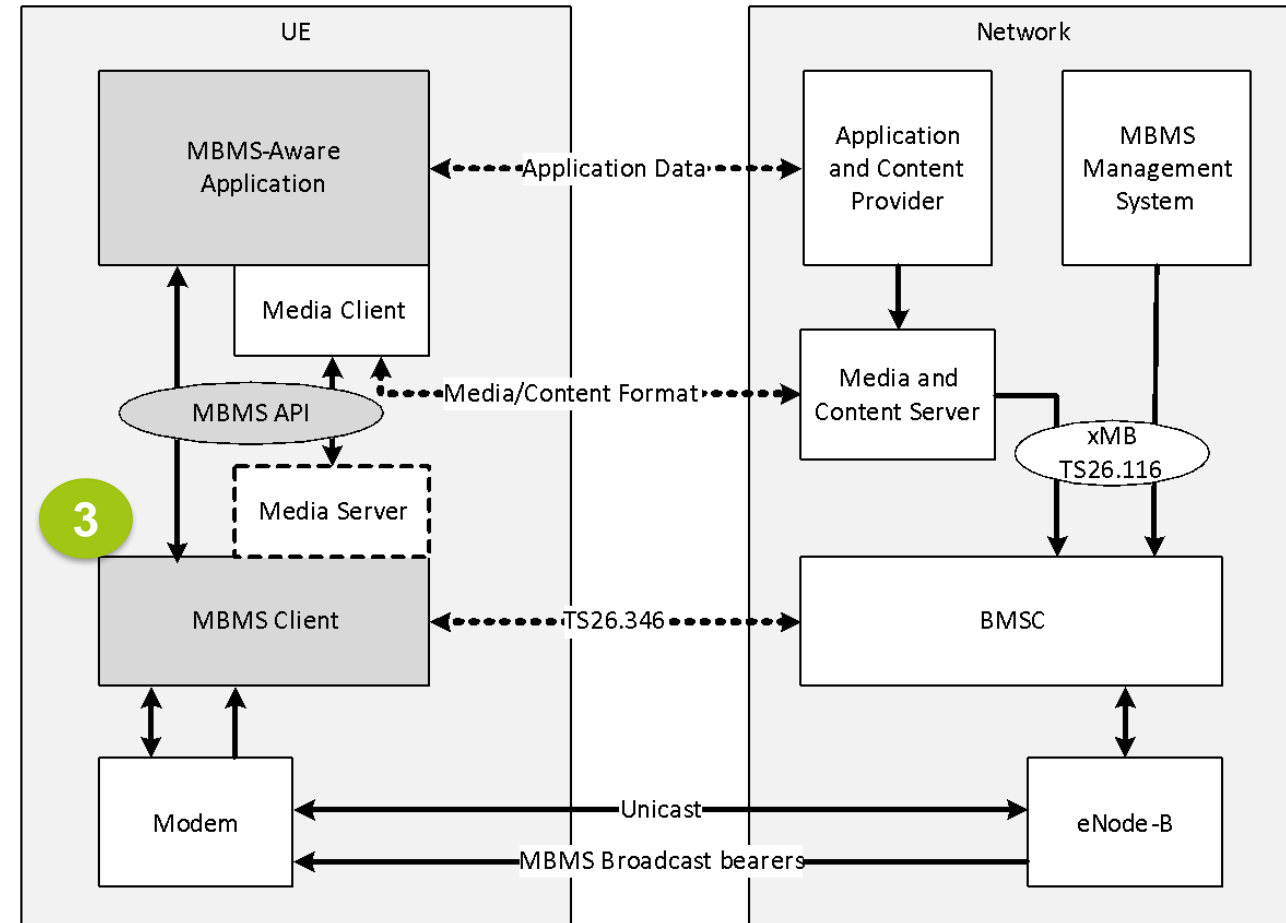 UE
Network
MBMS-Aware
Application
Application Data
Application
and Content
Provider
MBMS
Management
System
Media Client
MBMS API
Media/Content Format
Media and
Content Server
xMB
TS26.116
3
Media Server
MBMS Client
TS26.346
BMSC
Modem
Unicast
eNode-B
MBMS Broadcast bearers